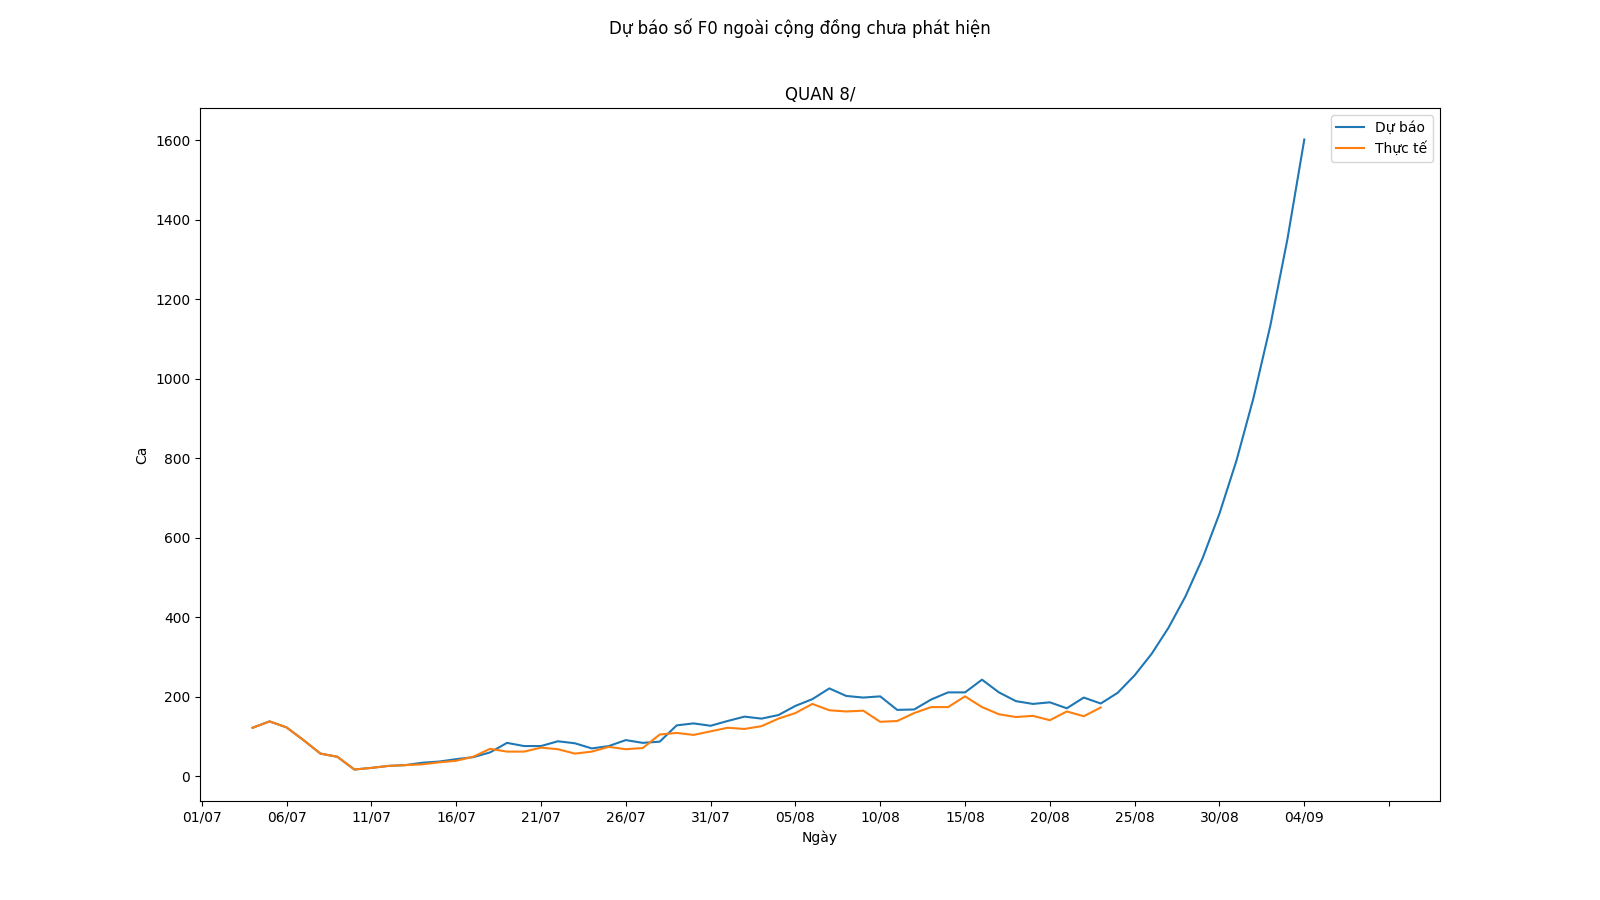 Dự báo số F0 ngoài cộng đồng chưa phát hiện
QUAN 8/
Dự báo
Thực tế
1600
1400
1200
1000
800
600
400
200
0
Ca
01/07 06/07 11/07 16/07 21/07 26/07 31/07 05/08 10/08 15/08 20/08 25/08 30/08 04/09
Ngày